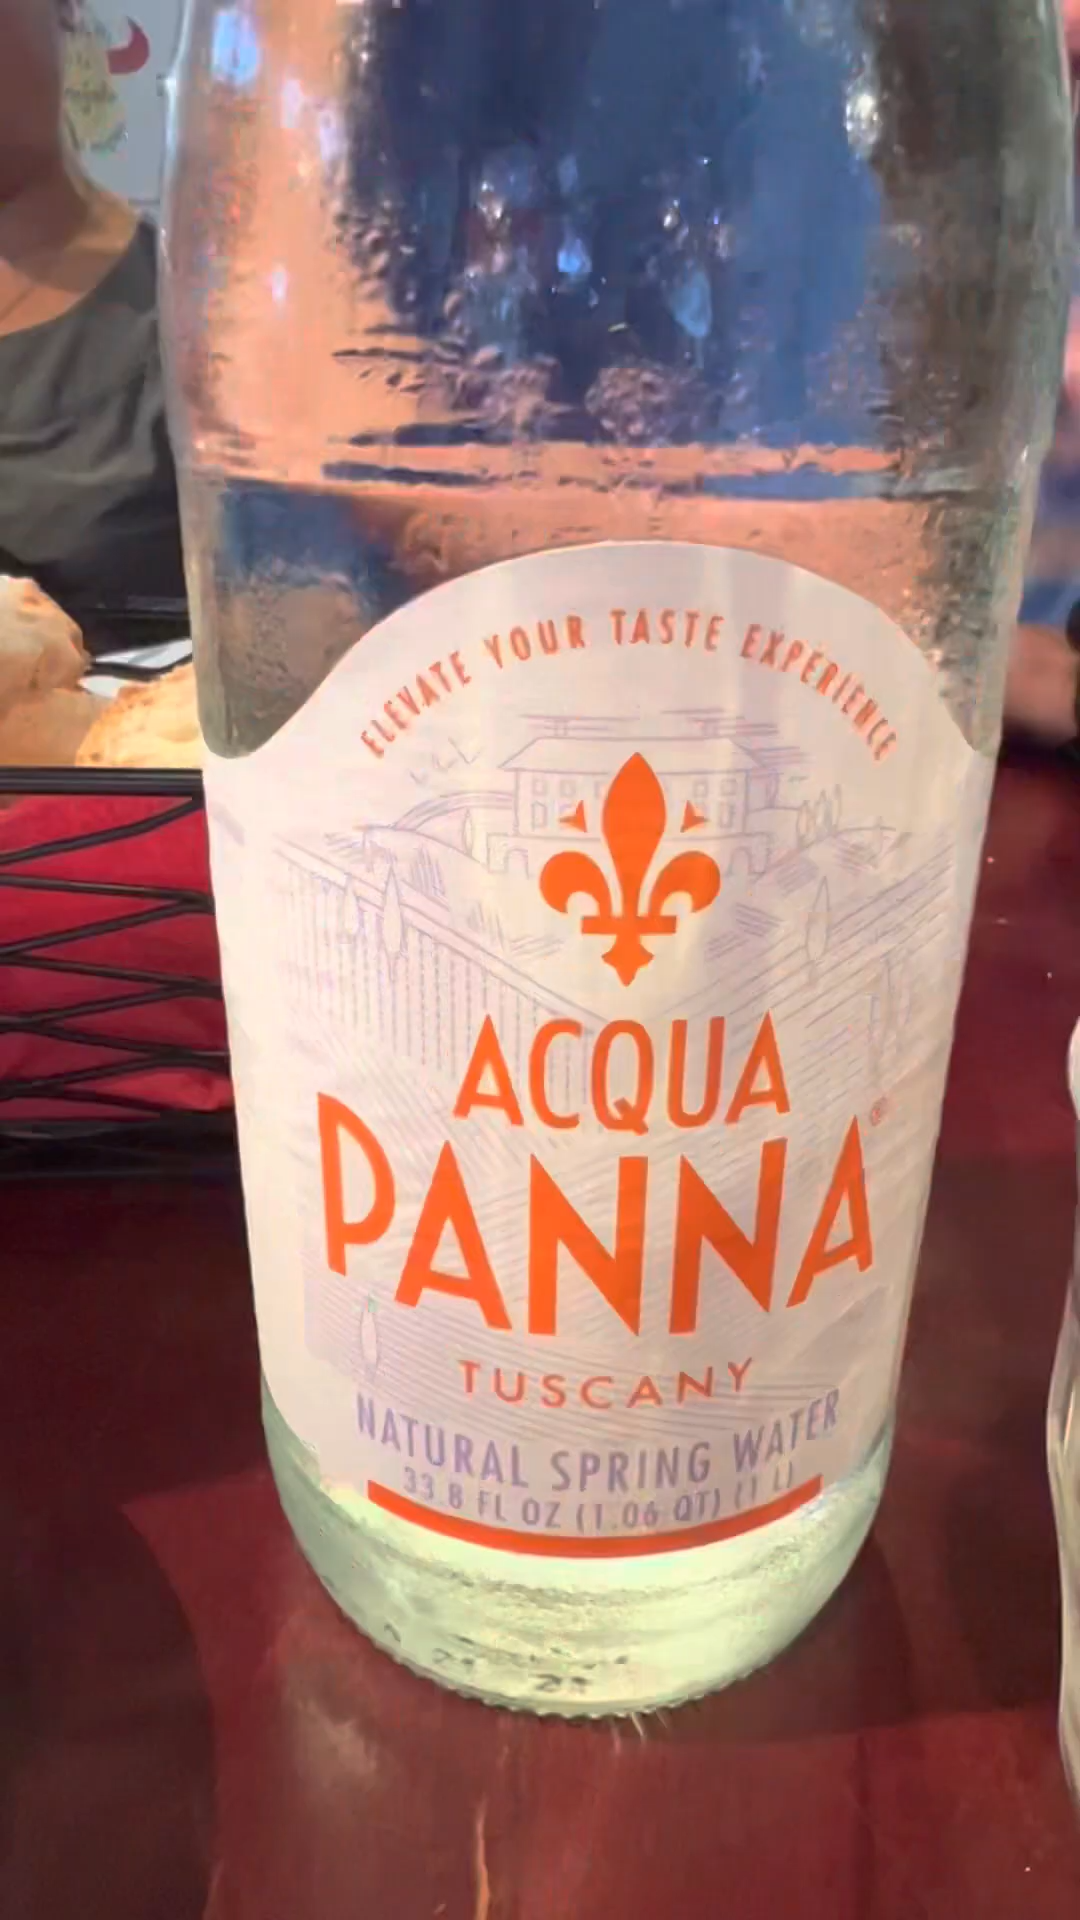 ELEVATE YOUR TASTE EXPERIENCE
ACQUA
PANNA®
TUSCANY
NATURAL SPRING WATER
33.8 FL OZ (1.06 QT) (1 L)